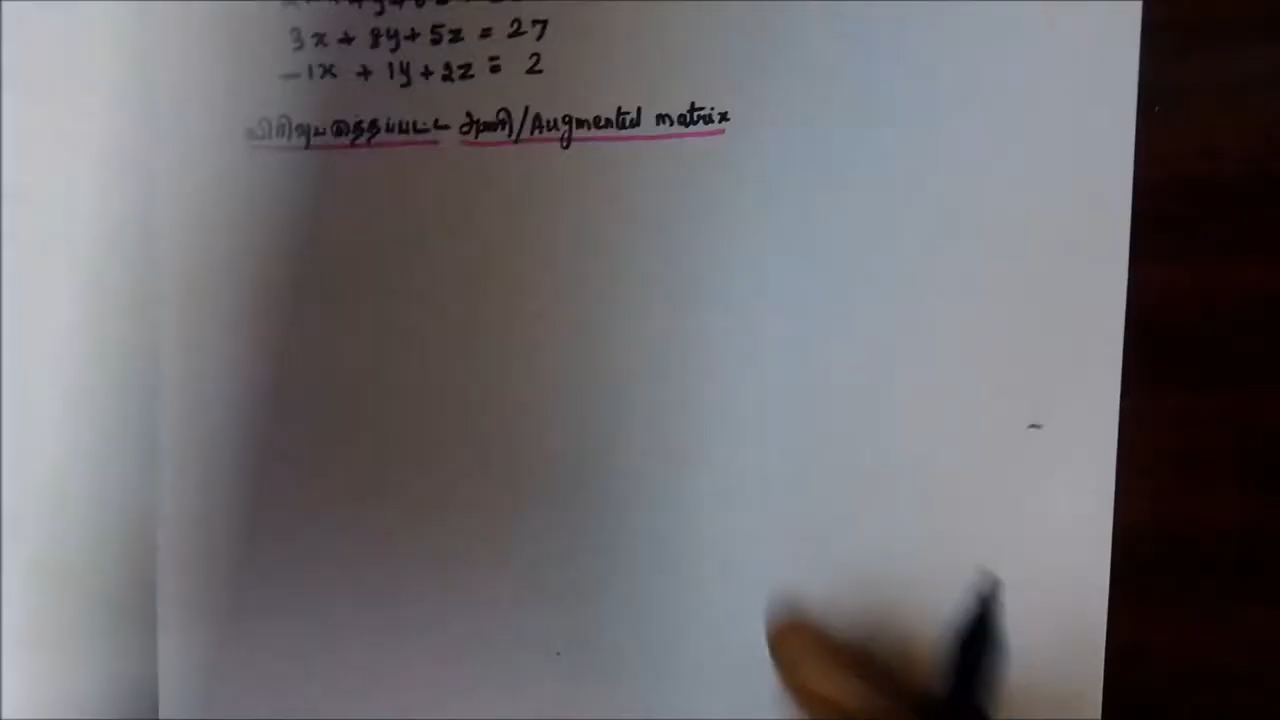 3x + 8y + 5z = 27
-1x + 1y + 2z = 2
விரிவுபடுத்தப்பட்ட அணி/Augmented matrix